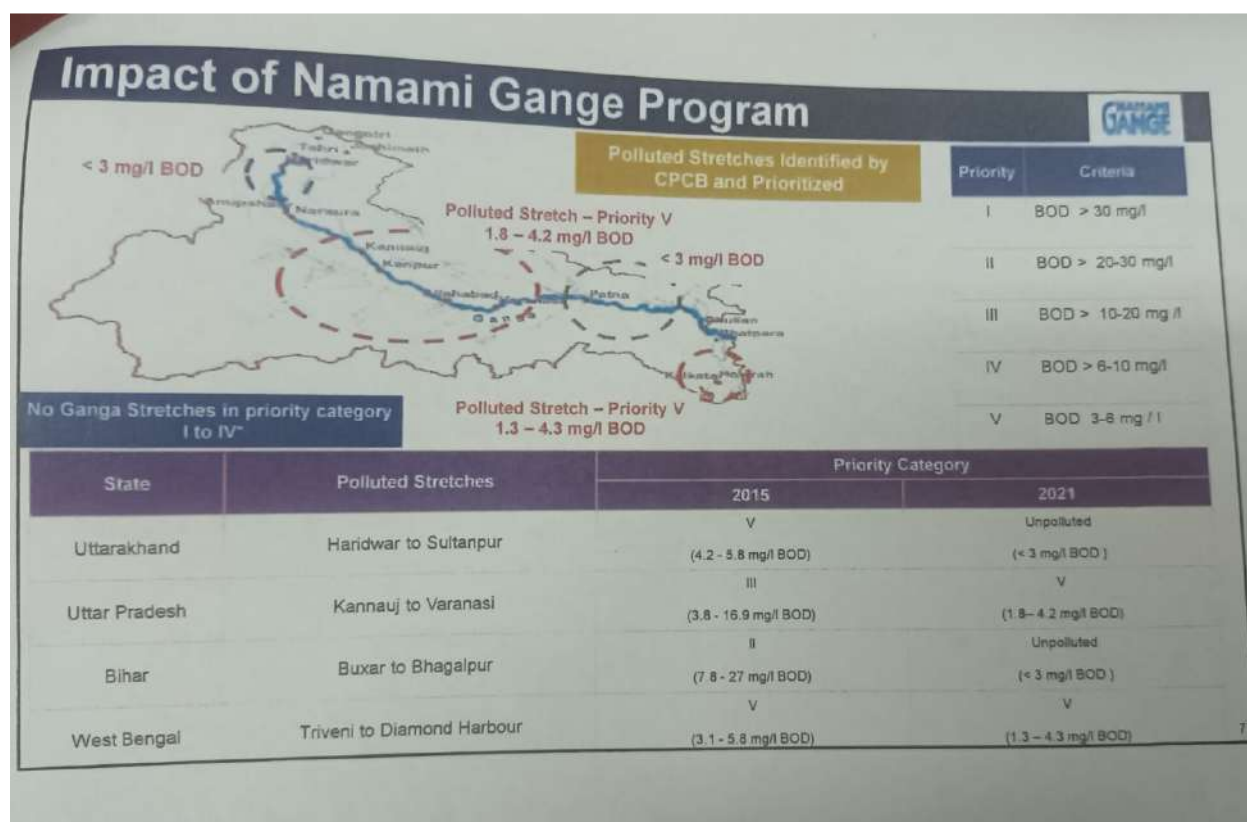 Impact of Namami Gange Program
NAMAMI
GANGE
< 3 mg/l BOD
Haridwar
Naraura
Kannauj
Kanpur
Allahabad
Ganga
Patna
Polluted Stretch – Priority V
1.8 – 4.2 mg/l BOD
< 3 mg/l BOD
Polluted Stretches Identified by
CPCB and Prioritized
Priority Criteria
I BOD > 30 mg/l
II BOD > 20-30 mg/l
III BOD > 10-20 mg /l
IV BOD > 6-10 mg/l
V BOD 3-6 mg / l
No Ganga Stretches in priority category
I to IV"
Polluted Stretch – Priority V
1.3 – 4.3 mg/l BOD
State Polluted Stretches Priority Category
2015 2021
V Unpolluted
Uttarakhand Haridwar to Sultanpur
(4.2 - 5.8 mg/l BOD) (< 3 mg/l BOD )
III V
Uttar Pradesh Kannauj to Varanasi
(3.8 - 16.9 mg/l BOD) (1.8– 4.2 mg/l BOD)
II Unpolluted
Bihar Buxar to Bhagalpur
(7.8 - 27 mg/l BOD) (< 3 mg/l BOD )
V V
West Bengal Triveni to Diamond Harbour
(3.1 - 5.8 mg/l BOD) (1.3 – 4.3 mg/l BOD)
7